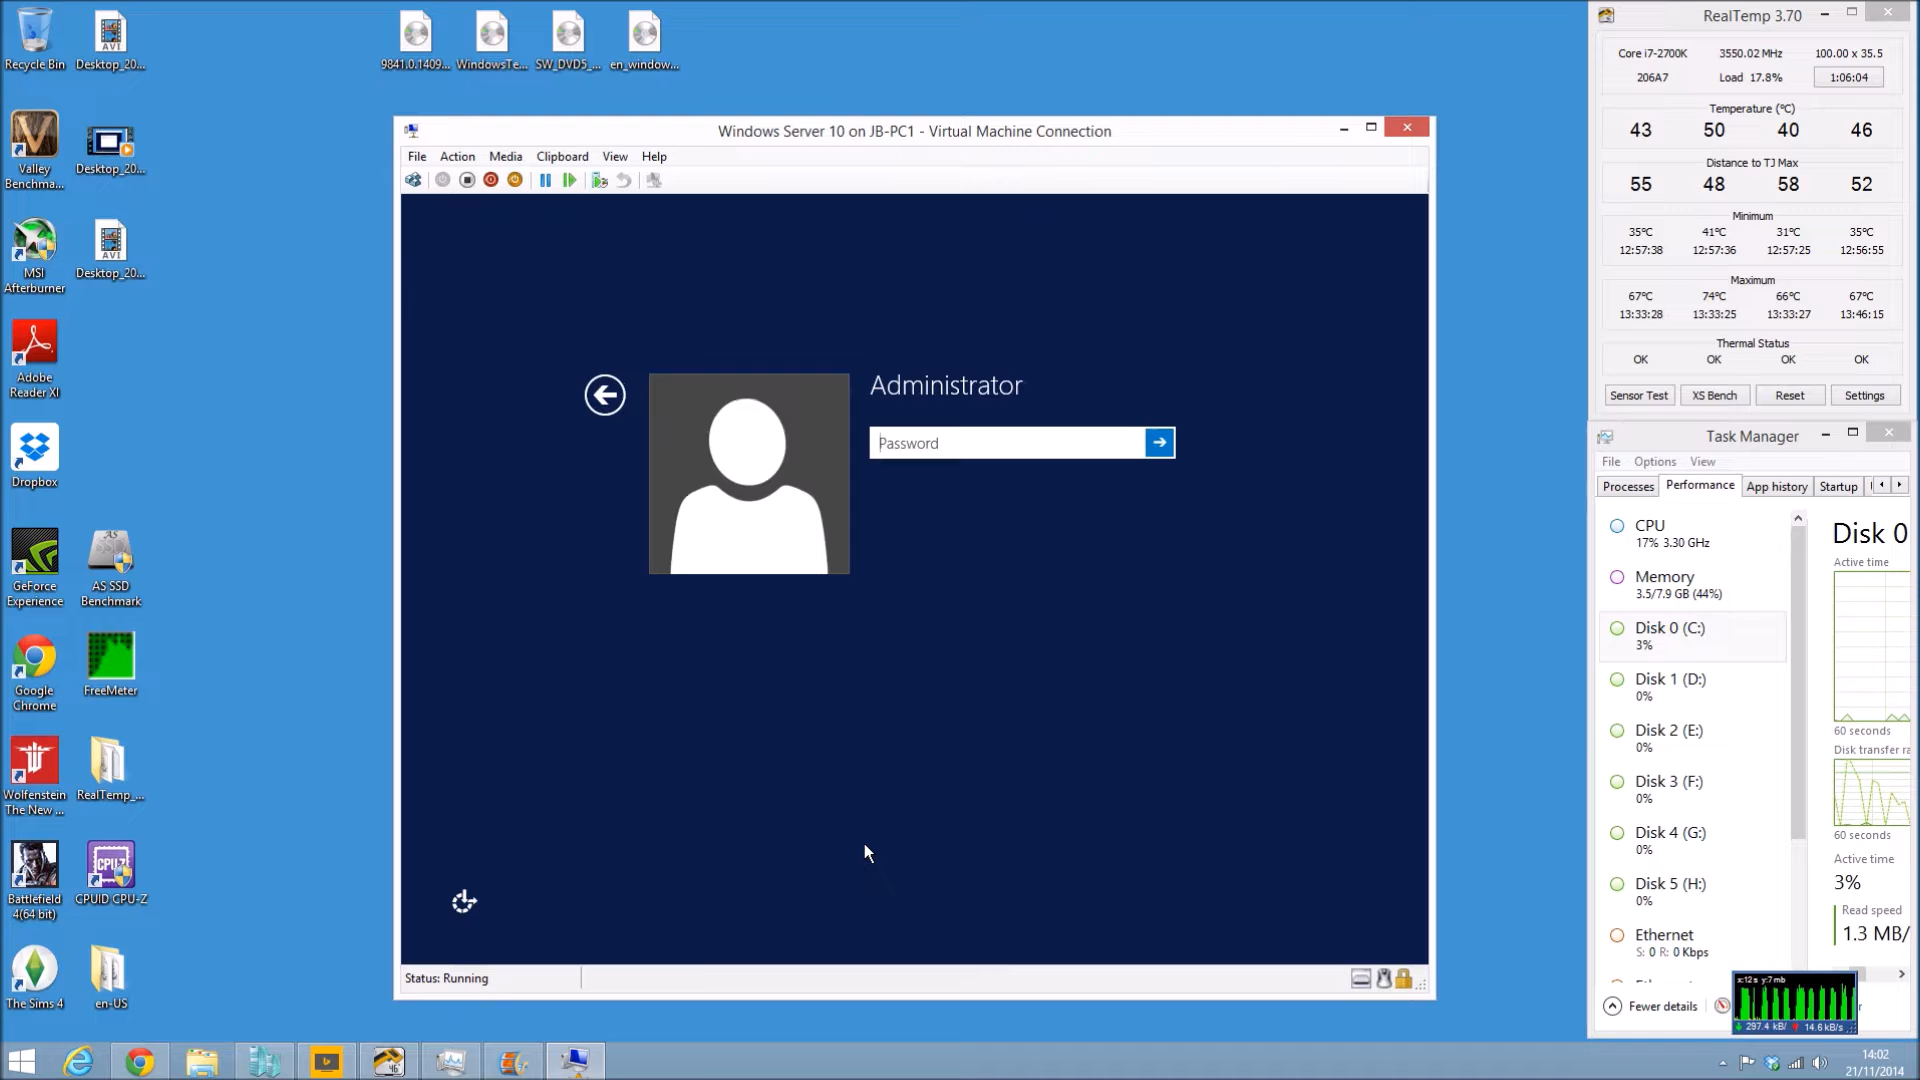 Recycle Bin
AVI
Desktop_20...
Valley
Benchma...
Desktop_20...
MSI
Afterburner
AVI
Desktop_20...
Adobe
Reader XI
Dropbox
GeForce
Experience
AS SSD
AS SSD
Benchmark
Google
Chrome
FreeMeter
Wolfenstein
The New ...
RealTemp_...
Battlefield
4(64 bit)
CPU-Z
CPUID CPU-Z
The Sims 4
en-US
9841.0.1409...
WindowsTe...
SW_DVD5_...
en_window...
Windows Server 10 on JB-PC1 - Virtual Machine Connection
File Action Media Clipboard View Help
Administrator
Password
Status: Running
RealTemp 3.70
Core i7-2700K 3550.02 MHz 100.00 x 35.5
206A7 Load 17.8% 1:06:04
Temperature (°C)
43 50 40 46
Distance to TJ Max
55 48 58 52
Minimum
35°C 41°C 31°C 35°C
12:57:38 12:57:36 12:57:25 12:56:55
Maximum
67°C 74°C 66°C 67°C
13:33:28 13:33:25 13:33:27 13:46:15
Thermal Status
OK OK OK OK
Sensor Test XS Bench Reset Settings
Task Manager
File Options View
Processes Performance App history Startup
CPU
17% 3.30 GHz
Memory
3.5/7.9 GB (44%)
Disk 0 (C:)
3%
Disk 1 (D:)
0%
Disk 2 (E:)
0%
Disk 3 (F:)
0%
Disk 4 (G:)
0%
Disk 5 (H:)
0%
Ethernet
S: 0 R: 0 Kbps
Disk 0
Active time
60 seconds
Disk transfer ra
60 seconds
Active time
3%
Read speed
1.3 MB/
Fewer details
x:12s y:7mb
297.4 kB/ 14.6 kB/s
14:02
21/11/2014